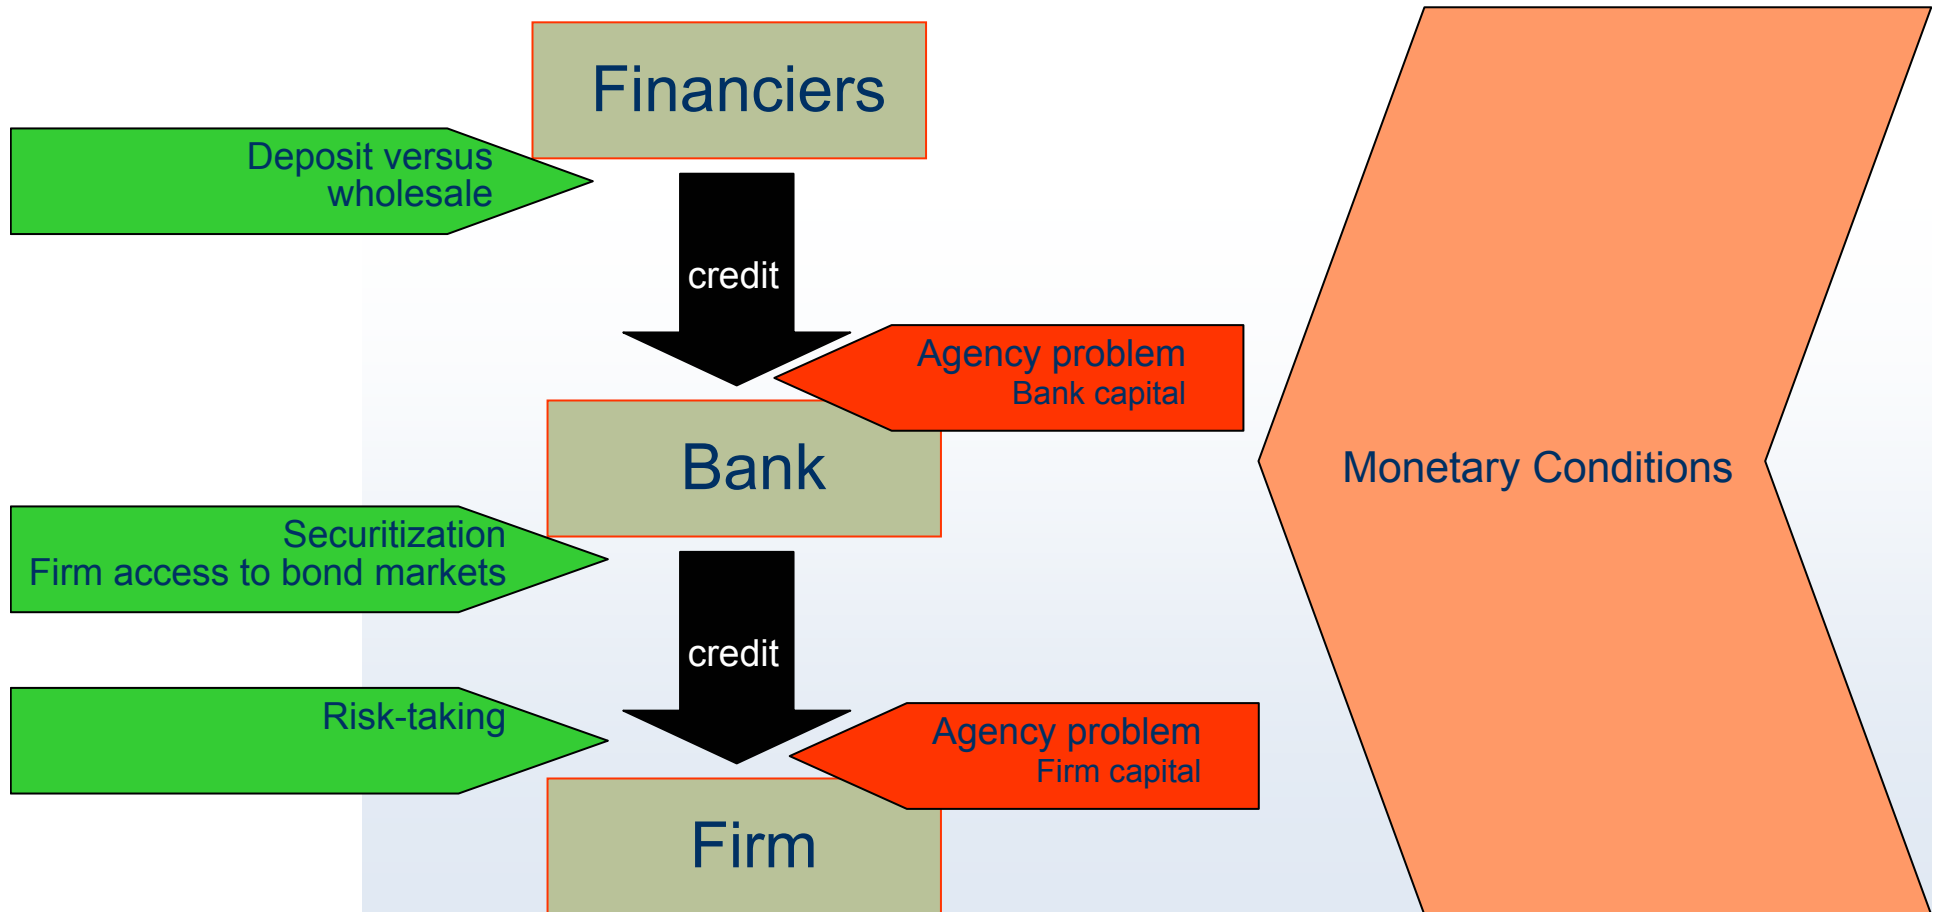 Financiers
Deposit versus
wholesale
credit
Agency problem
Bank capital
Bank
Monetary Conditions
Securitization
Firm access to bond markets
credit
Risk-taking
Agency problem
Firm capital
Firm